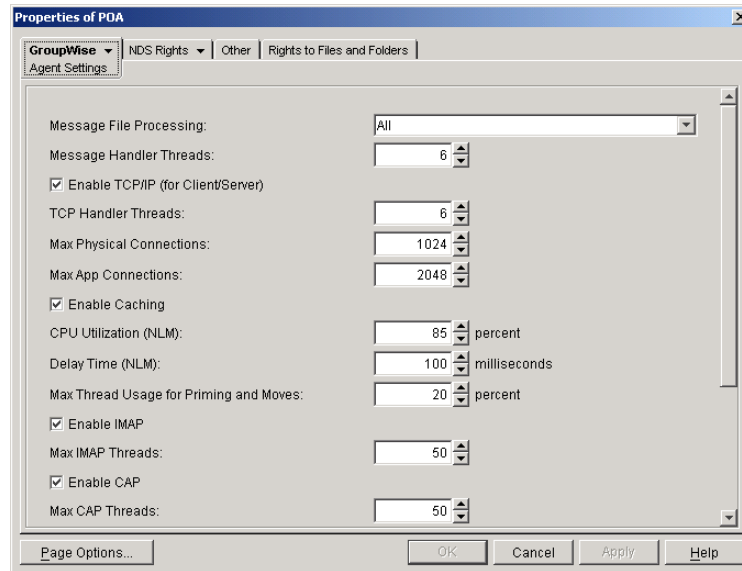 Properties of POA
GroupWise NDS Rights Other Rights to Files and Folders
Agent Settings
Message File Processing: All
Message Handler Threads: 6
Enable TCP/IP (for Client/Server)
TCP Handler Threads: 6
Max Physical Connections: 1024
Max App Connections: 2048
Enable Caching
CPU Utilization (NLM): 85 percent
Delay Time (NLM): 100 milliseconds
Max Thread Usage for Priming and Moves: 20 percent
Enable IMAP
Max IMAP Threads: 50
Enable CAP
Max CAP Threads: 50
Page Options... OK Cancel Apply Help